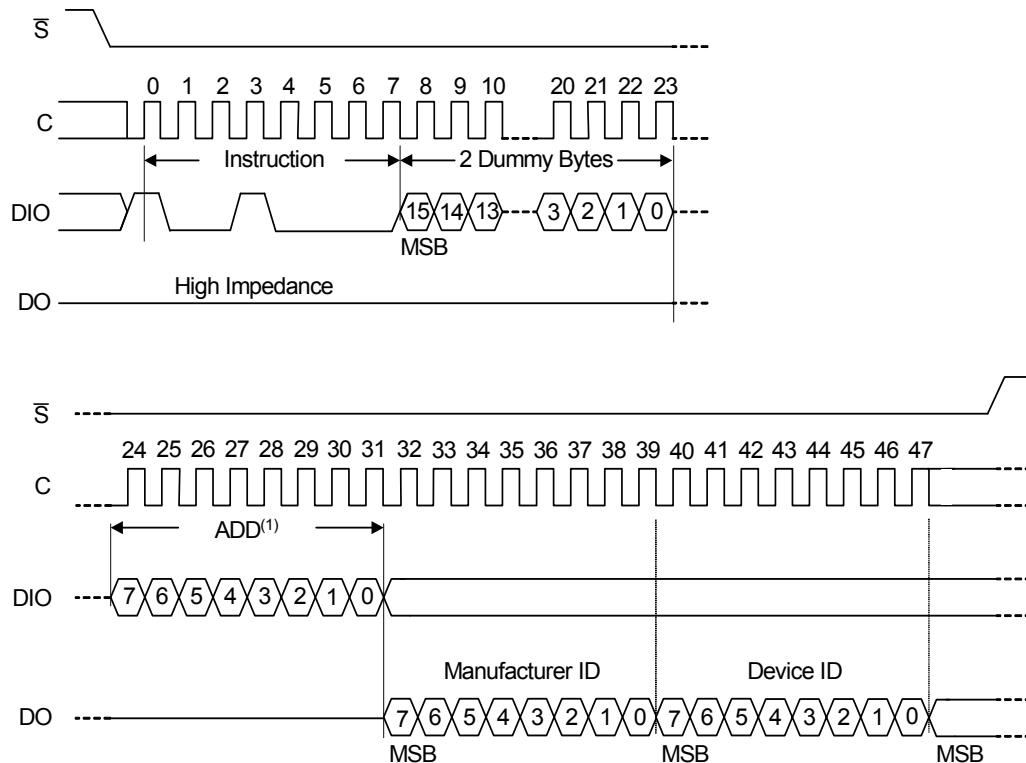 S̅
0 1 2 3 4 5 6 7 8 9 10 20 21 22 23
C
Instruction 2 Dummy Bytes
DIO 15 14 13 3 2 1 0
MSB
High Impedance
DO
S̅
24 25 26 27 28 29 30 31 32 33 34 35 36 37 38 39 40 41 42 43 44 45 46 47
C
ADD(1)
DIO 7 6 5 4 3 2 1 0
Manufacturer ID Device ID
DO 7 6 5 4 3 2 1 0 7 6 5 4 3 2 1 0
MSB MSB MSB